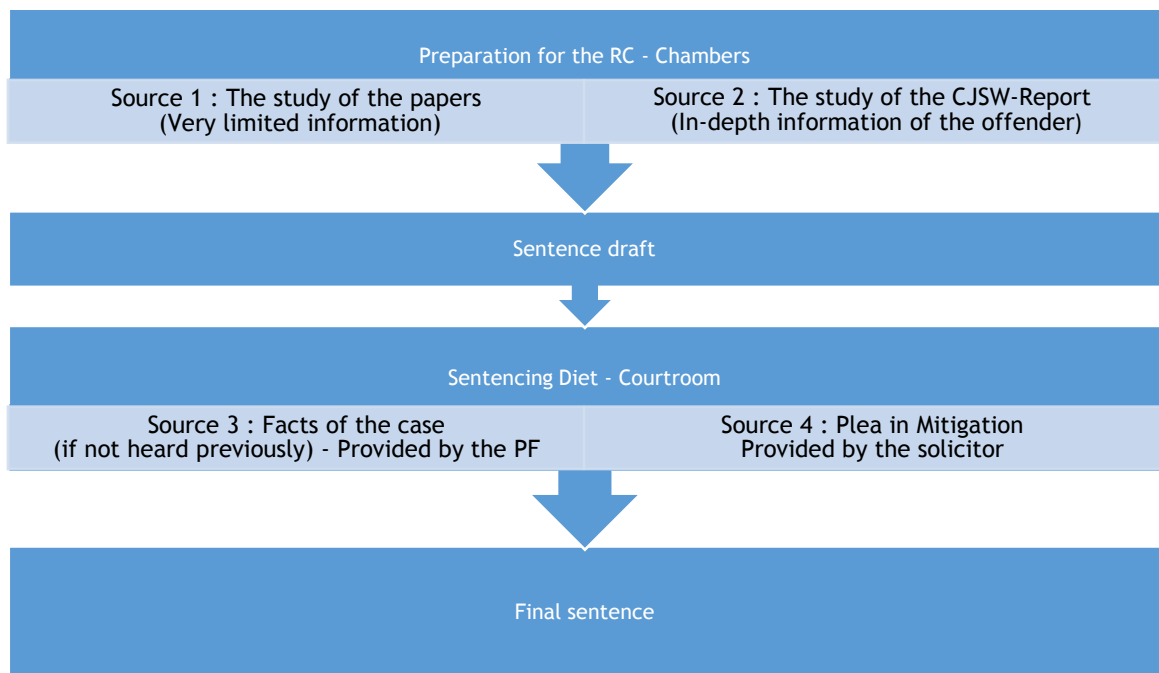 Preparation for the RC - Chambers
Source 1 : The study of the papers
(Very limited information)
Source 2 : The study of the CJSW-Report
(In-depth information of the offender)
Sentence draft
Sentencing Diet - Courtroom
Source 3 : Facts of the case
(if not heard previously) - Provided by the PF
Source 4 : Plea in Mitigation
Provided by the solicitor
Final sentence